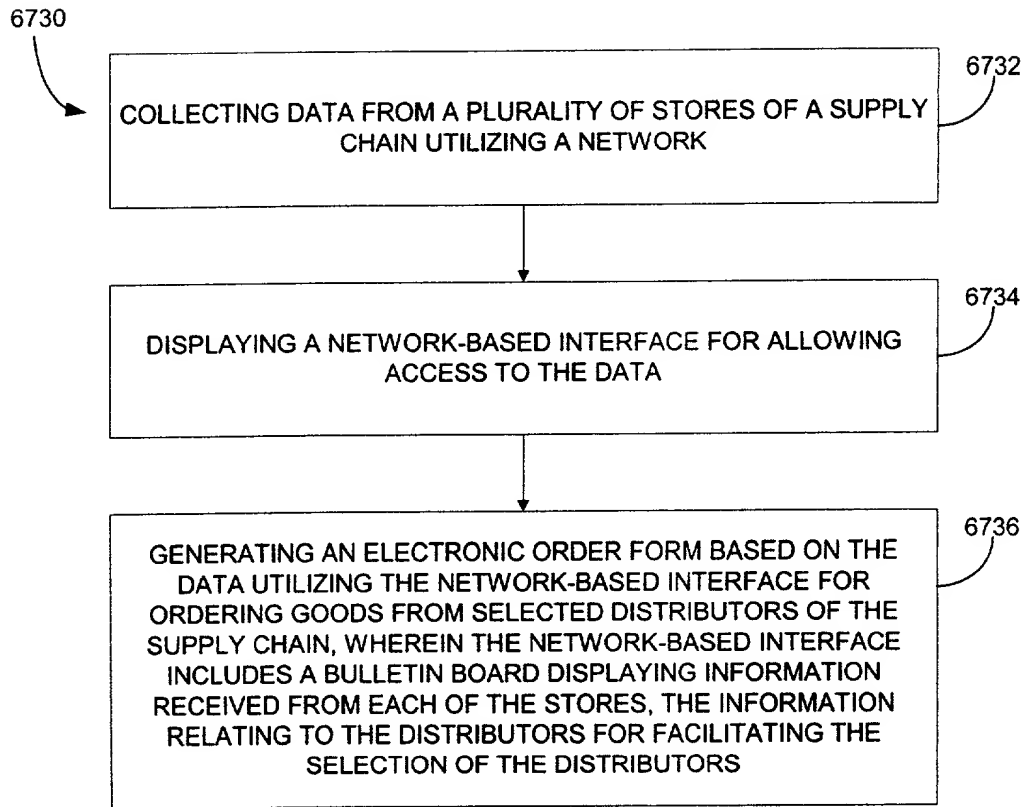 6730
6732
COLLECTING DATA FROM A PLURALITY OF STORES OF A SUPPLY
CHAIN UTILIZING A NETWORK
6734
DISPLAYING A NETWORK-BASED INTERFACE FOR ALLOWING
ACCESS TO THE DATA
6736
GENERATING AN ELECTRONIC ORDER FORM BASED ON THE
DATA UTILIZING THE NETWORK-BASED INTERFACE FOR
ORDERING GOODS FROM SELECTED DISTRIBUTORS OF THE
SUPPLY CHAIN, WHEREIN THE NETWORK-BASED INTERFACE
INCLUDES A BULLETIN BOARD DISPLAYING INFORMATION
RECEIVED FROM EACH OF THE STORES, THE INFORMATION
RELATING TO THE DISTRIBUTORS FOR FACILITATING THE
SELECTION OF THE DISTRIBUTORS